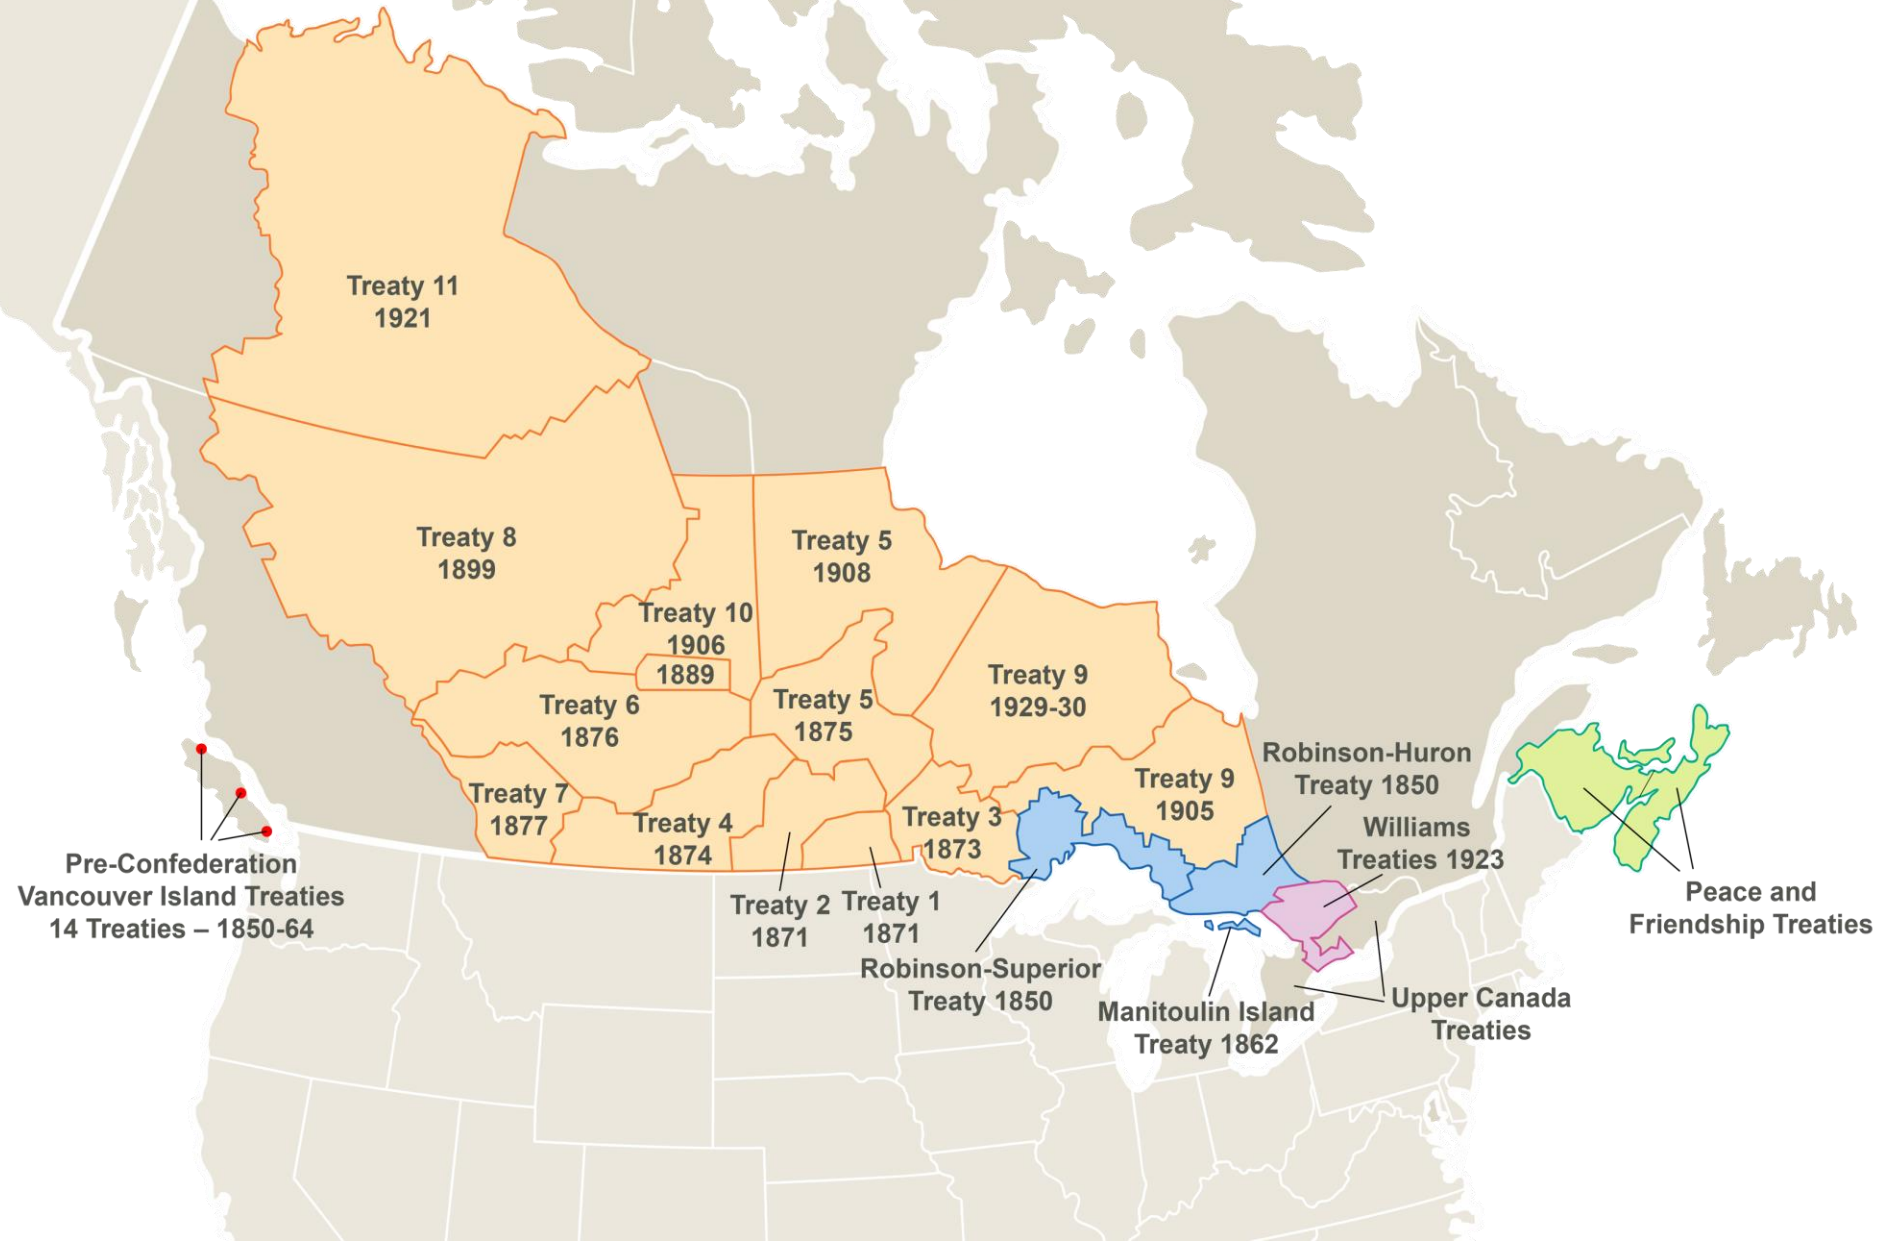 Treaty 11
1921
Treaty 8
1899
Treaty 5
1908
Treaty 10
1906
1889
Treaty 6
1876
Treaty 5
1875
Treaty 9
1929-30
Treaty 7
1877
Treaty 4
1874
Treaty 3
1873
Treaty 9
1905
Robinson-Huron
Treaty 1850
Williams
Treaties 1923
Pre-Confederation
Vancouver Island Treaties
14 Treaties – 1850-64
Treaty 2
1871
Treaty 1
1871
Robinson-Superior
Treaty 1850
Manitoulin Island
Treaty 1862
Upper Canada
Treaties
Peace and
Friendship Treaties